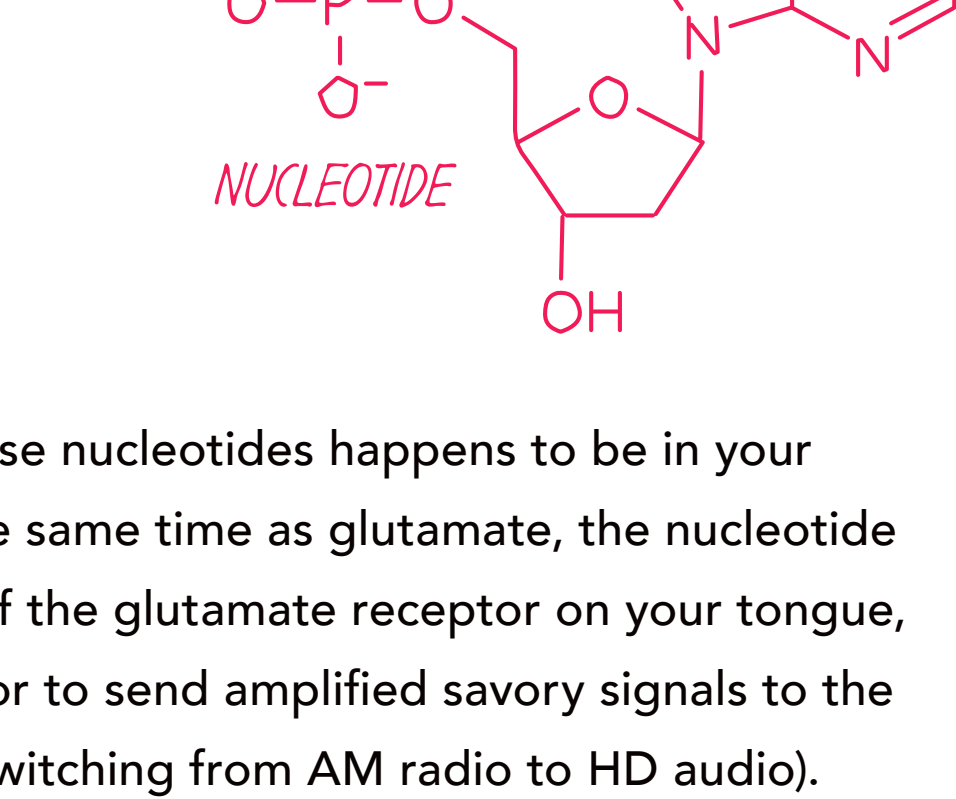 O P O
N
N
O
O-
NUCLEOTIDE
OH
se nucleotides happens to be in your
e same time as glutamate, the nucleotide
f the glutamate receptor on your tongue,
or to send amplified savory signals to the
witching from AM radio to HD audio).